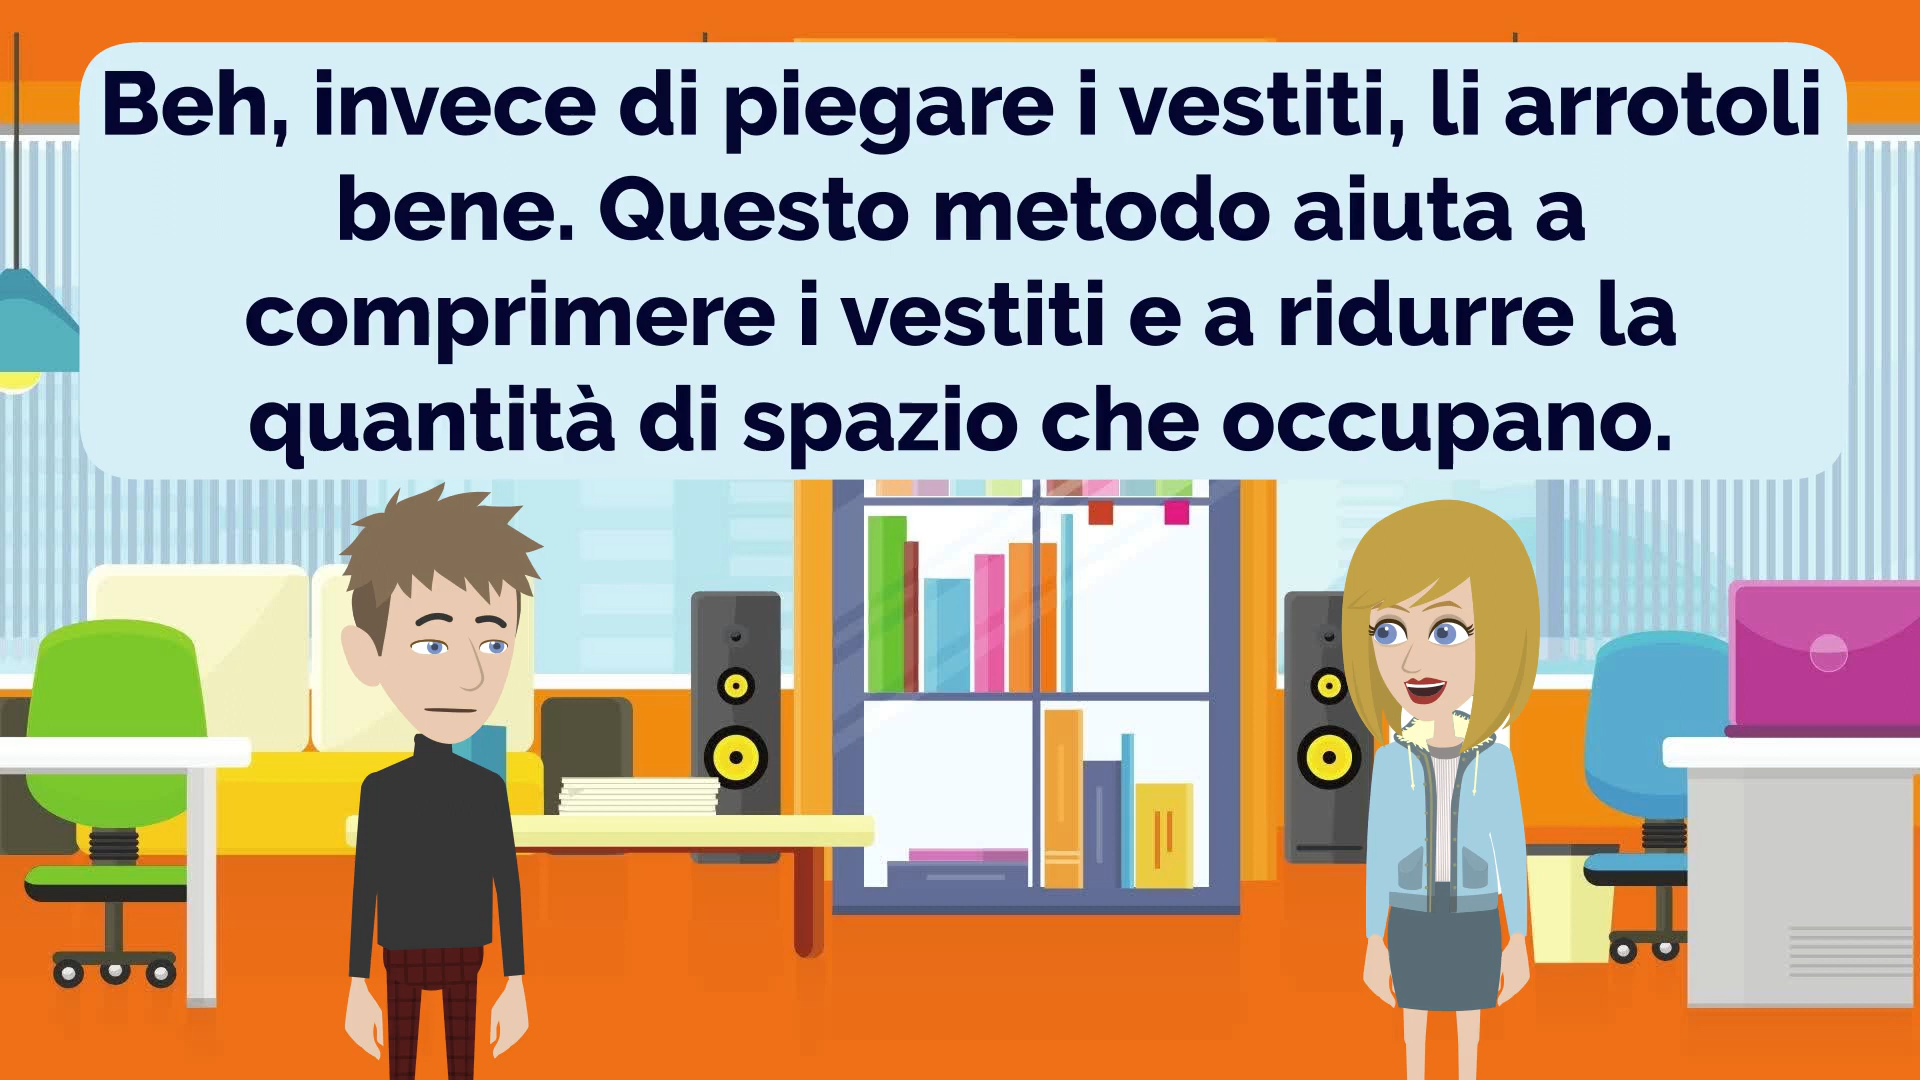 Beh, invece di piegare i vestiti, li arrotoli
bene. Questo metodo aiuta a
comprimere i vestiti e a ridurre la
quantità di spazio che occupano.